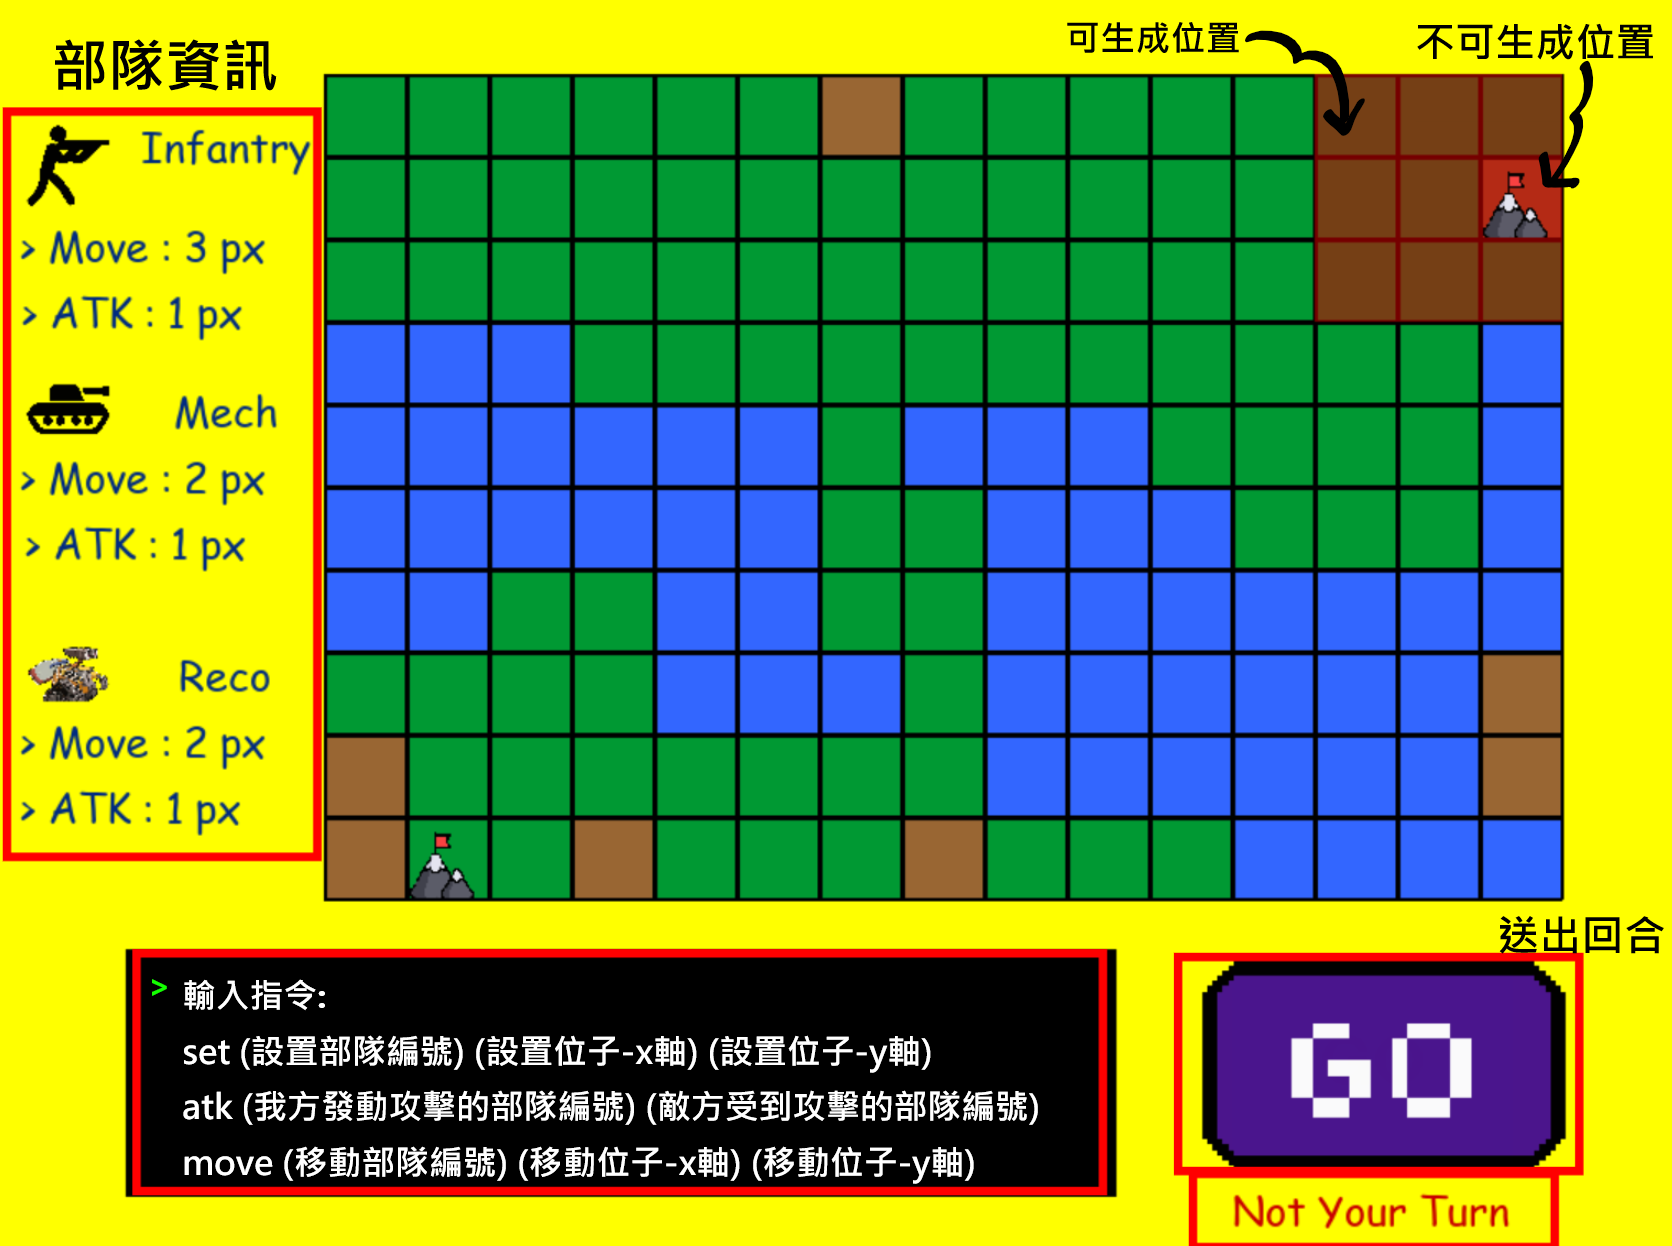 部隊資訊
可生成位置
不可生成位置
Infantry
> Move : 3 px
> ATK : 1 px
Mech
> Move : 2 px
> ATK : 1 px
Reco
> Move : 2 px
> ATK : 1 px
> 輸入指令:
set (設置部隊編號) (設置位子-x軸) (設置位子-y軸)
atk (我方發動攻擊的部隊編號) (敵方受到攻擊的部隊編號)
move (移動部隊編號) (移動位子-x軸) (移動位子-y軸)
送出回合
GO
Not Your Turn